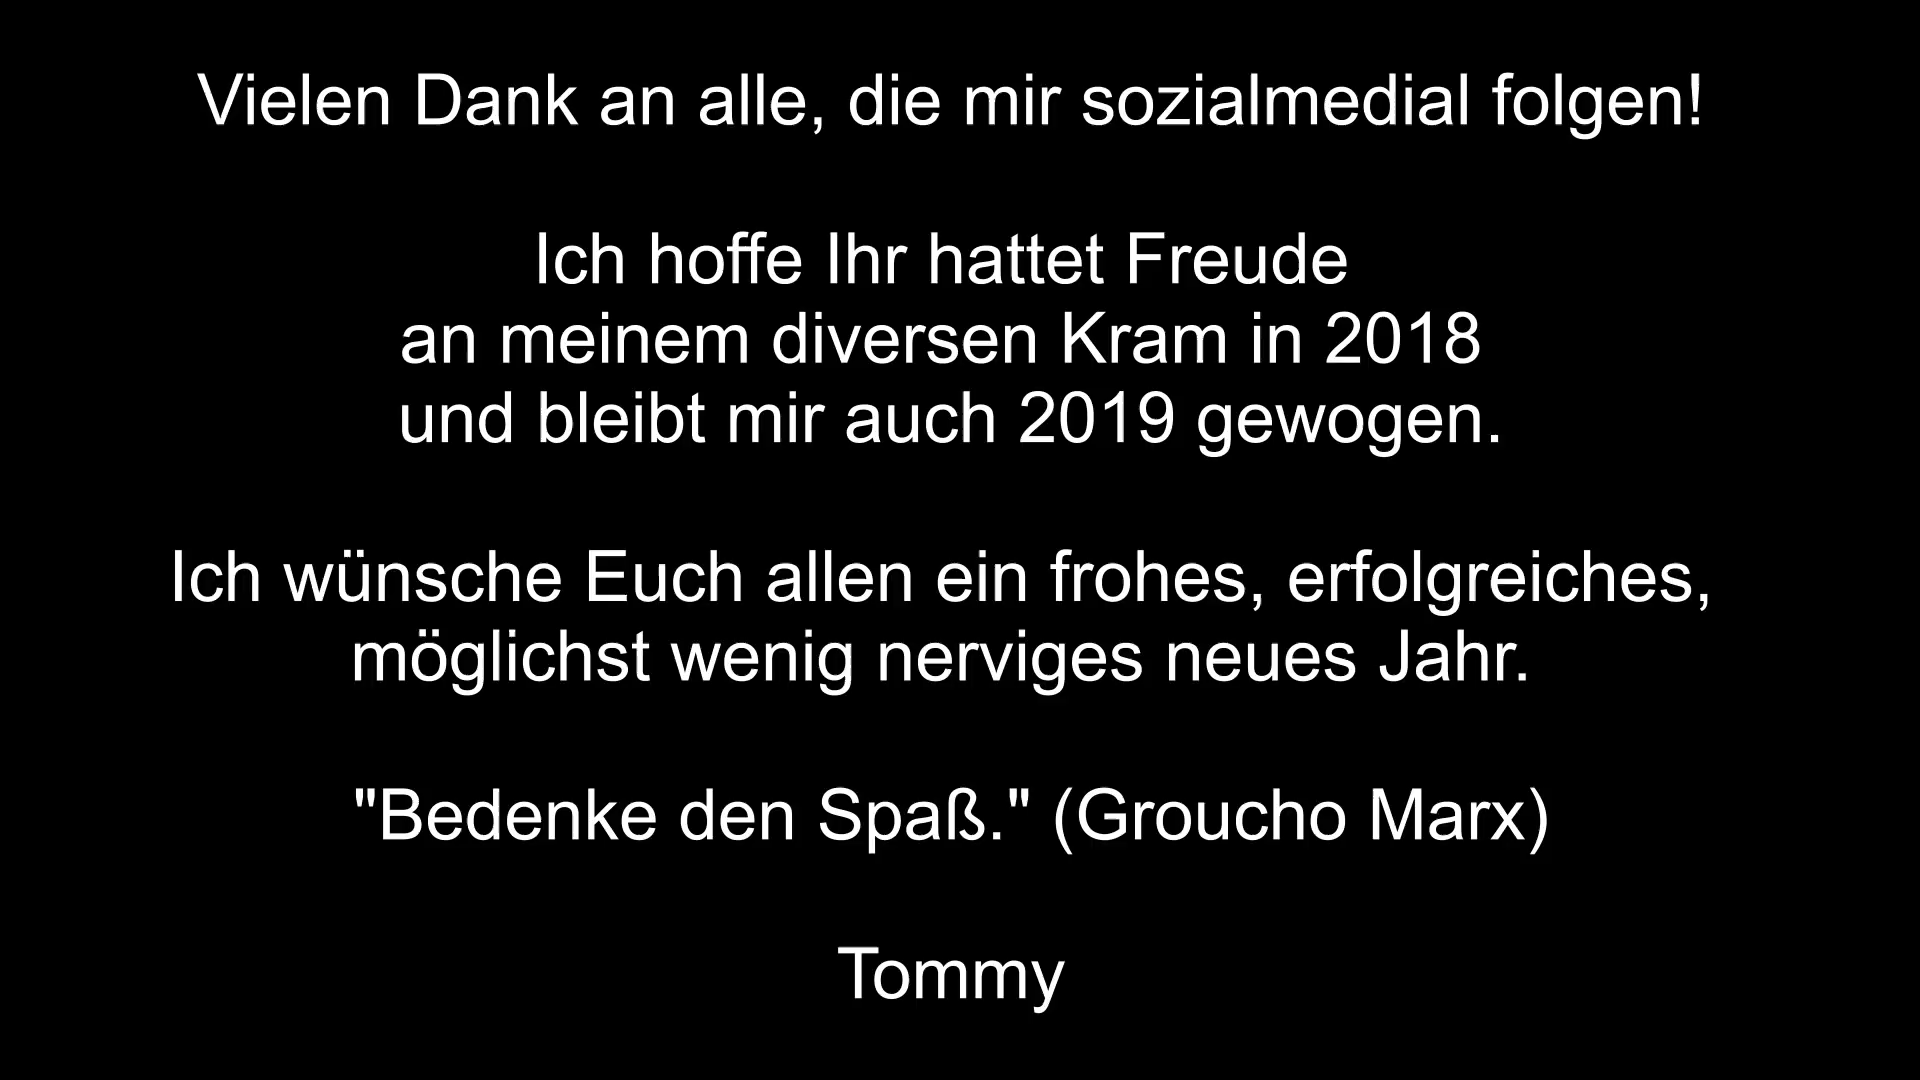 Vielen Dank an alle, die mir sozialmedial folgen!
Ich hoffe Ihr hattet Freude
an meinem diversen Kram in 2018
und bleibt mir auch 2019 gewogen.
Ich wünsche Euch allen ein frohes, erfolgreiches,
möglichst wenig nerviges neues Jahr.
"Bedenke den Spaß." (Groucho Marx)
Tommy